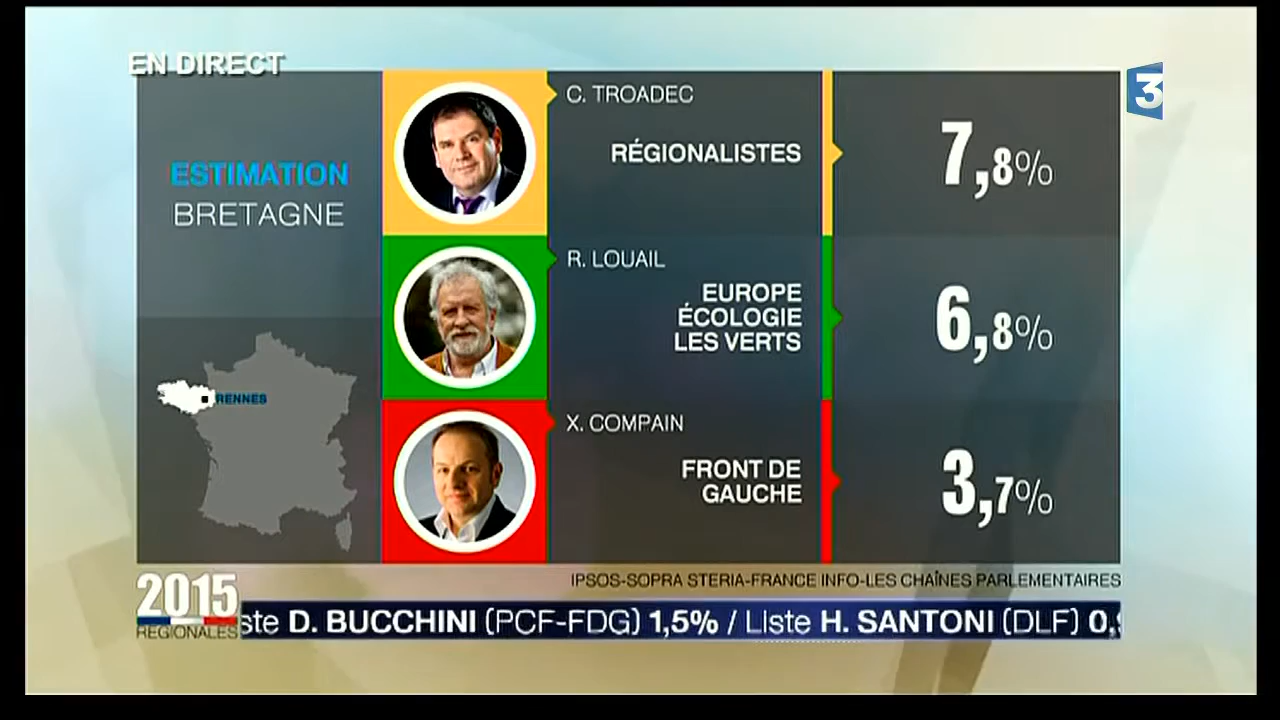 EN DIRECT
3
ESTIMATION
BRETAGNE
RENNES
C. TROADEC
RÉGIONALISTES
7,8%
R. LOUAIL
EUROPE
ÉCOLOGIE
LES VERTS
6,8%
X. COMPAIN
FRONT DE
GAUCHE
3,7%
IPSOS-SOPRA STERIA-FRANCE INFO-LES CHAÎNES PARLEMENTAIRES
2015
RÉGIONALES
ste D. BUCCHINI (PCF-FDG) 1,5% / Liste H. SANTONI (DLF) 0,